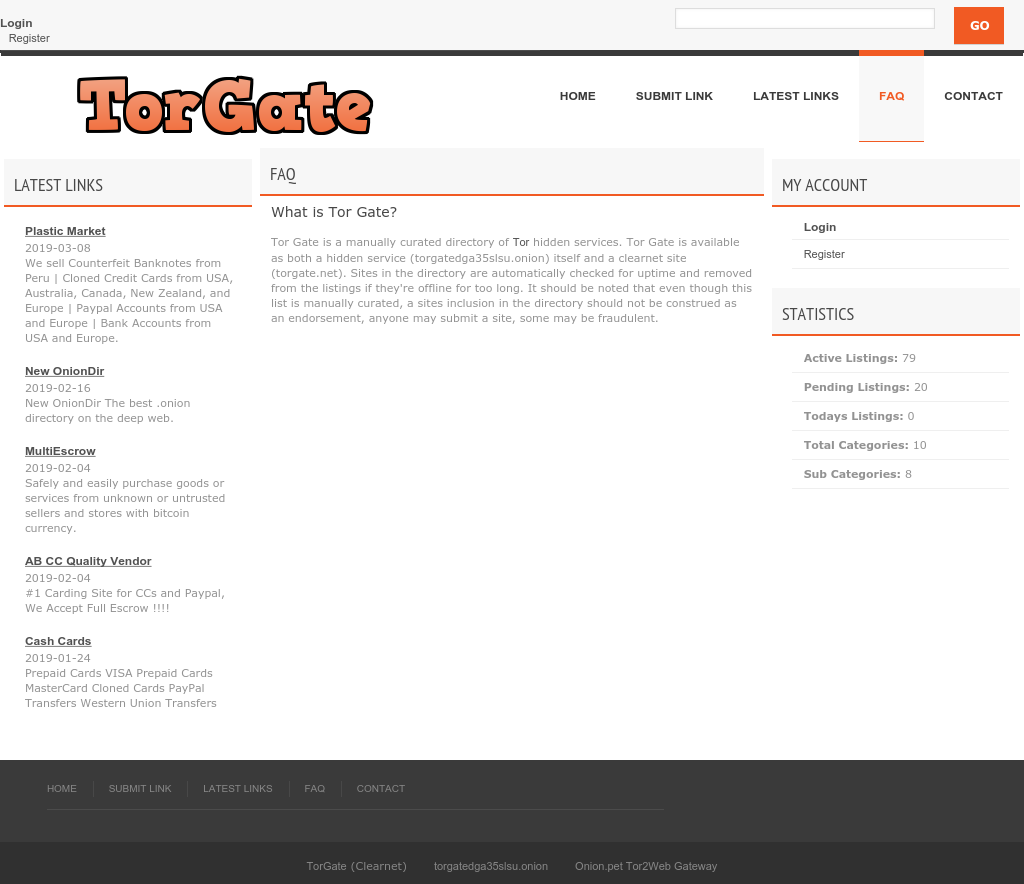 Login
Register
GO
TorGate
HOME
SUBMIT LINK
LATEST LINKS
FAQ
CONTACT
LATEST LINKS
Plastic Market
2019-03-08
We sell Counterfeit Banknotes from
Peru | Cloned Credit Cards from USA,
Australia, Canada, New Zealand, and
Europe | Paypal Accounts from USA
and Europe | Bank Accounts from
USA and Europe.
New OnionDir
2019-02-16
New OnionDir The best .onion
directory on the deep web.
MultiEscrow
2019-02-04
Safely and easily purchase goods or
services from unknown or untrusted
sellers and stores with bitcoin
currency.
AB CC Quality Vendor
2019-02-04
#1 Carding Site for CCs and Paypal,
We Accept Full Escrow !!!!
Cash Cards
2019-01-24
Prepaid Cards VISA Prepaid Cards
MasterCard Cloned Cards PayPal
Transfers Western Union Transfers
FAQ
What is Tor Gate?
Tor Gate is a manually curated directory of Tor hidden services. Tor Gate is available
as both a hidden service (torgatedga35slsu.onion) itself and a clearnet site
(torgate.net). Sites in the directory are automatically checked for uptime and removed
from the listings if they're offline for too long. It should be noted that even though this
list is manually curated, a sites inclusion in the directory should not be construed as
an endorsement, anyone may submit a site, some may be fraudulent.
MY ACCOUNT
Login
Register
STATISTICS
Active Listings: 79
Pending Listings: 20
Todays Listings: 0
Total Categories: 10
Sub Categories: 8
HOME
SUBMIT LINK
LATEST LINKS
FAQ
CONTACT
TorGate (Clearnet)
torgatedga35slsu.onion
Onion.pet Tor2Web Gateway